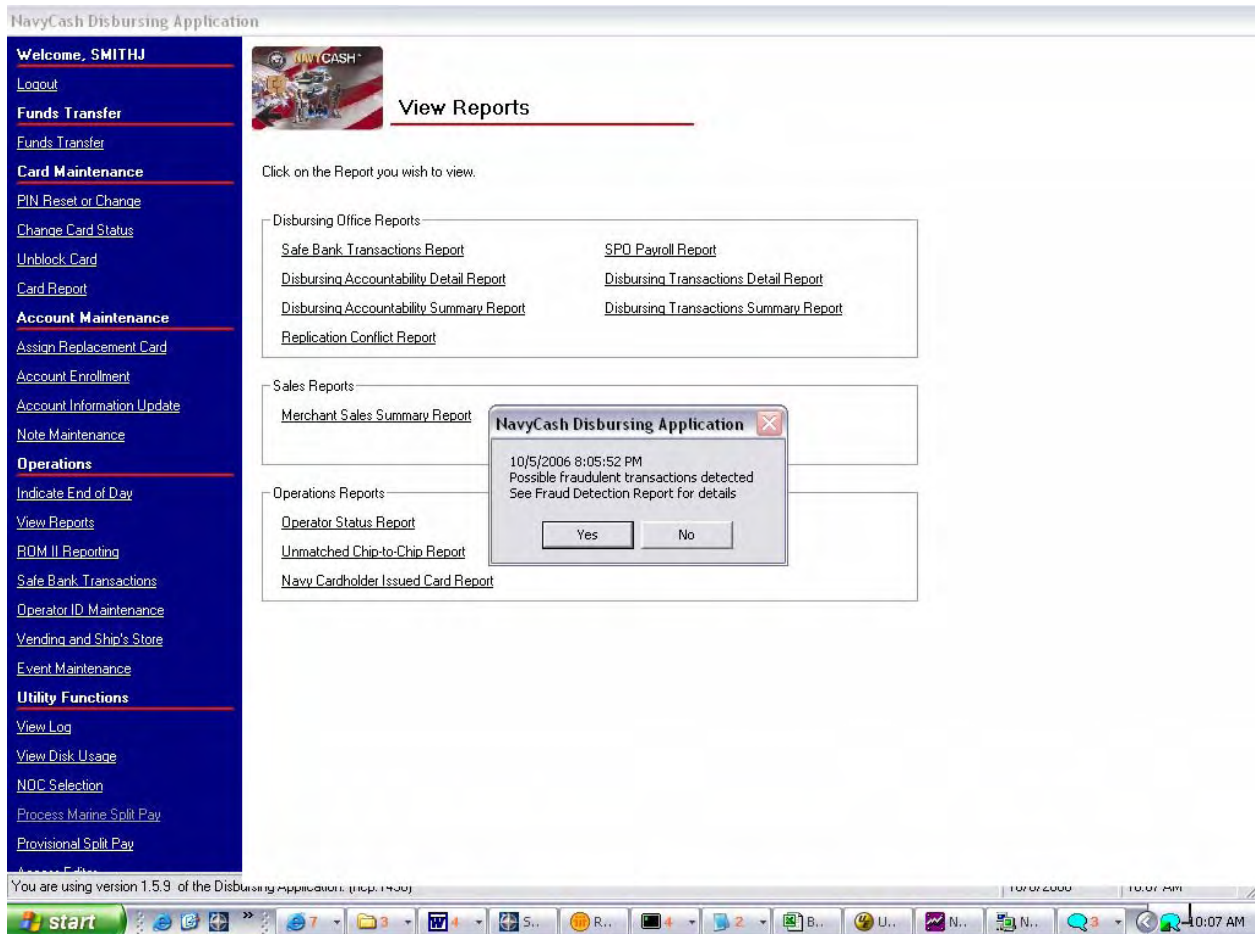 NavyCash Disbursing Application
Welcome, SMITHJ
Logout
Funds Transfer
Funds Transfer
Card Maintenance
PIN Reset or Change
Change Card Status
Unblock Card
Card Report
Account Maintenance
Assign Replacement Card
Account Enrollment
Account Information Update
Note Maintenance
Operations
Indicate End of Day
View Reports
ROM II Reporting
Safe Bank Transactions
Operator ID Maintenance
Vending and Ship's Store
Event Maintenance
Utility Functions
View Log
View Disk Usage
NOC Selection
Process Marine Split Pay
Provisional Split Pay
NAVYCASH
View Reports
Click on the Report you wish to view.
Disbursing Office Reports
Safe Bank Transactions Report
SPO Payroll Report
Disbursing Accountability Detail Report
Disbursing Transactions Detail Report
Disbursing Accountability Summary Report
Disbursing Transactions Summary Report
Replication Conflict Report
Sales Reports
Merchant Sales Summary Report
Operations Reports
Operator Status Report
Unmatched Chip-to-Chip Report
Navy Cardholder Issued Card Report
NavyCash Disbursing Application
10/5/2006 8:05:52 PM
Possible fraudulent transactions detected
See Fraud Detection Report for details
Yes
No
You are using version 1.5.9 of the Disbursing Application.
start
7
3
4
S..
R..
4
2
B..
U..
N..
N..
3
10:07 AM